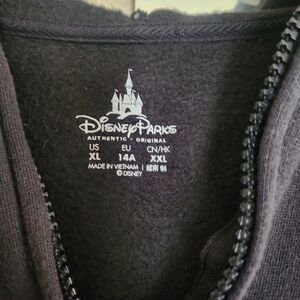 Disney Parks
AUTHENTIC • ORIGINAL
US EU CN/HK
XL 14A XXL
MADE IN VIETNAM | 越南制
© DISNEY